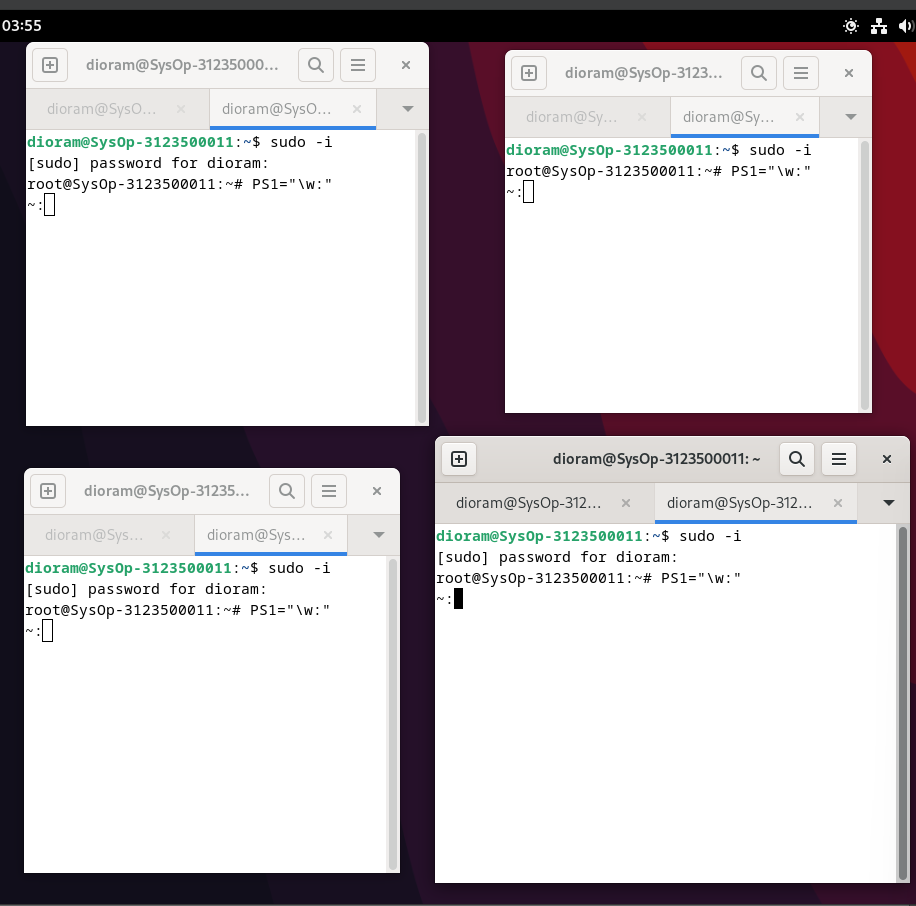 03:55
dioram@SysOp-31235000...
dioram@SysO...
dioram@SysO...
dioram@SysOp-3123500011:~$ sudo -i
[sudo] password for dioram:
root@SysOp-3123500011:~# PS1="\w:"
~:
dioram@SysOp-3123...
dioram@Sy...
dioram@Sy...
dioram@SysOp-3123500011:~$ sudo -i
root@SysOp-3123500011:~# PS1="\w:"
~:
dioram@SysOp-31235...
dioram@Sys...
dioram@Sys...
dioram@SysOp-3123500011:~$ sudo -i
[sudo] password for dioram:
root@SysOp-3123500011:~# PS1="\w:"
~:
dioram@SysOp-3123500011: ~
dioram@SysOp-312...
dioram@SysOp-312...
dioram@SysOp-3123500011:~$ sudo -i
[sudo] password for dioram:
root@SysOp-3123500011:~# PS1="\w:"
~: